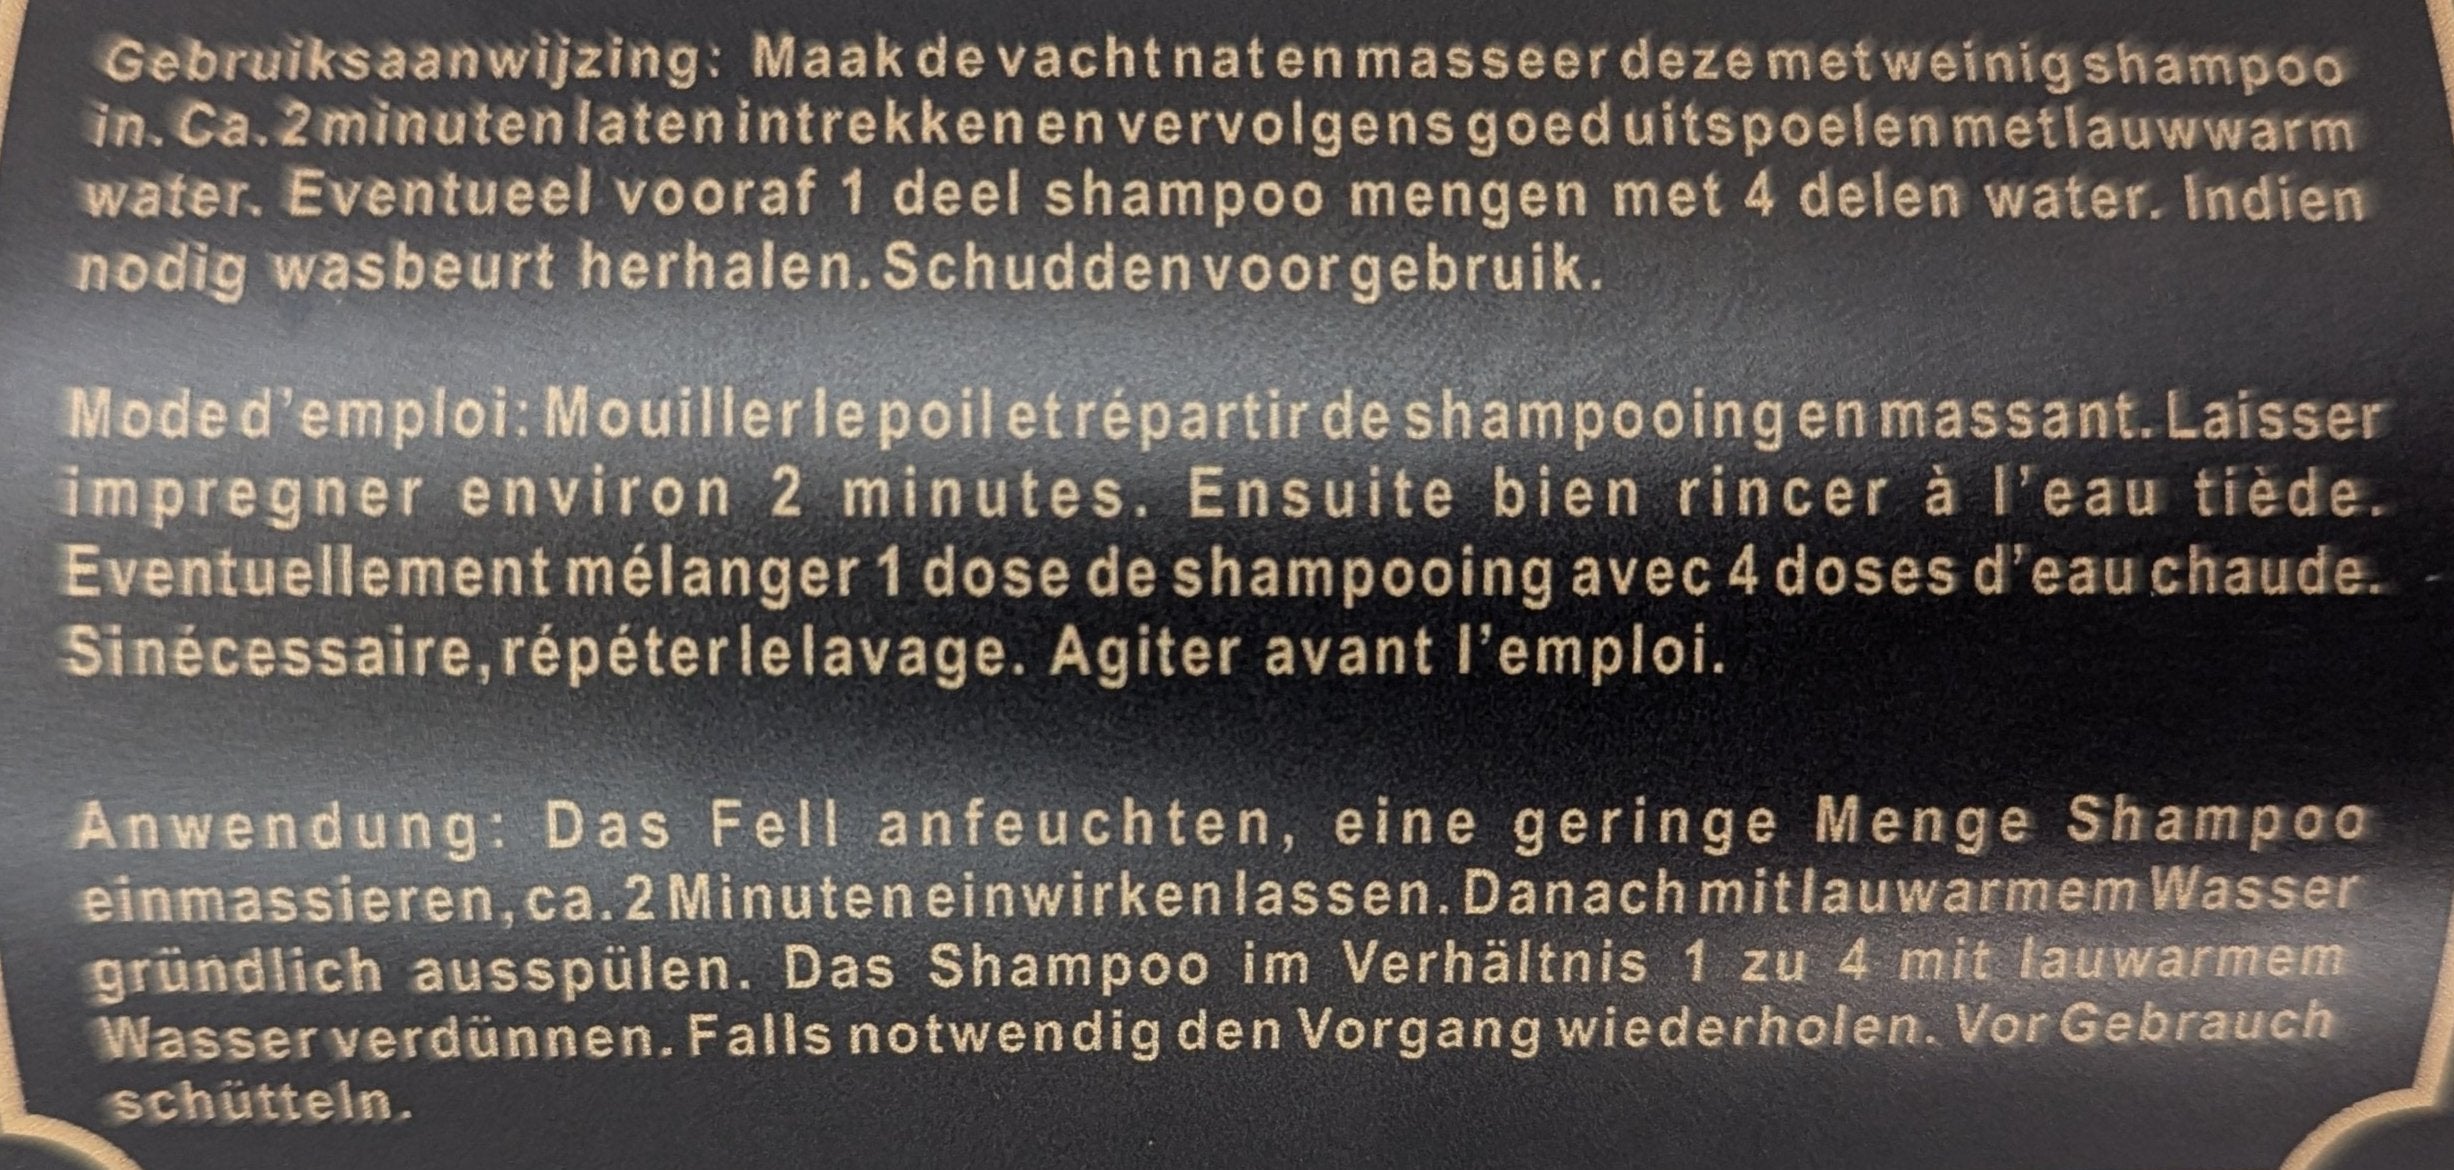 Gebruiksaanwijzing: Maak de vacht nat en masseer deze met weinig shampoo
in. Ca. 2 minuten laten intrekken en vervolgens goed uitspoelen met lauwwarm
water. Eventueel vooraf 1 deel shampoo mengen met 4 delen water. Indien
nodig wasbeurt herhalen. Schudden voor gebruik.
Mode d'emploi: Mouiller le poil et répartir de shampooing en massant. Laisser
impregner environ 2 minutes. Ensuite bien rincer à l'eau tiède.
Eventuellement mélanger 1 dose de shampooing avec 4 doses d'eau chaude.
Si nécessaire, répéter le lavage. Agiter avant l'emploi.
Anwendung: Das Fell anfeuchten, eine geringe Menge Shampoo
einmassieren, ca. 2 Minuten einwirken lassen. Danach mit lauwarmem Wasser
gründlich ausspülen. Das Shampoo im Verhältnis 1 zu 4 mit lauwarmem
Wasser verdünnen. Falls notwendig den Vorgang wiederholen. Vor Gebrauch
schütteln.